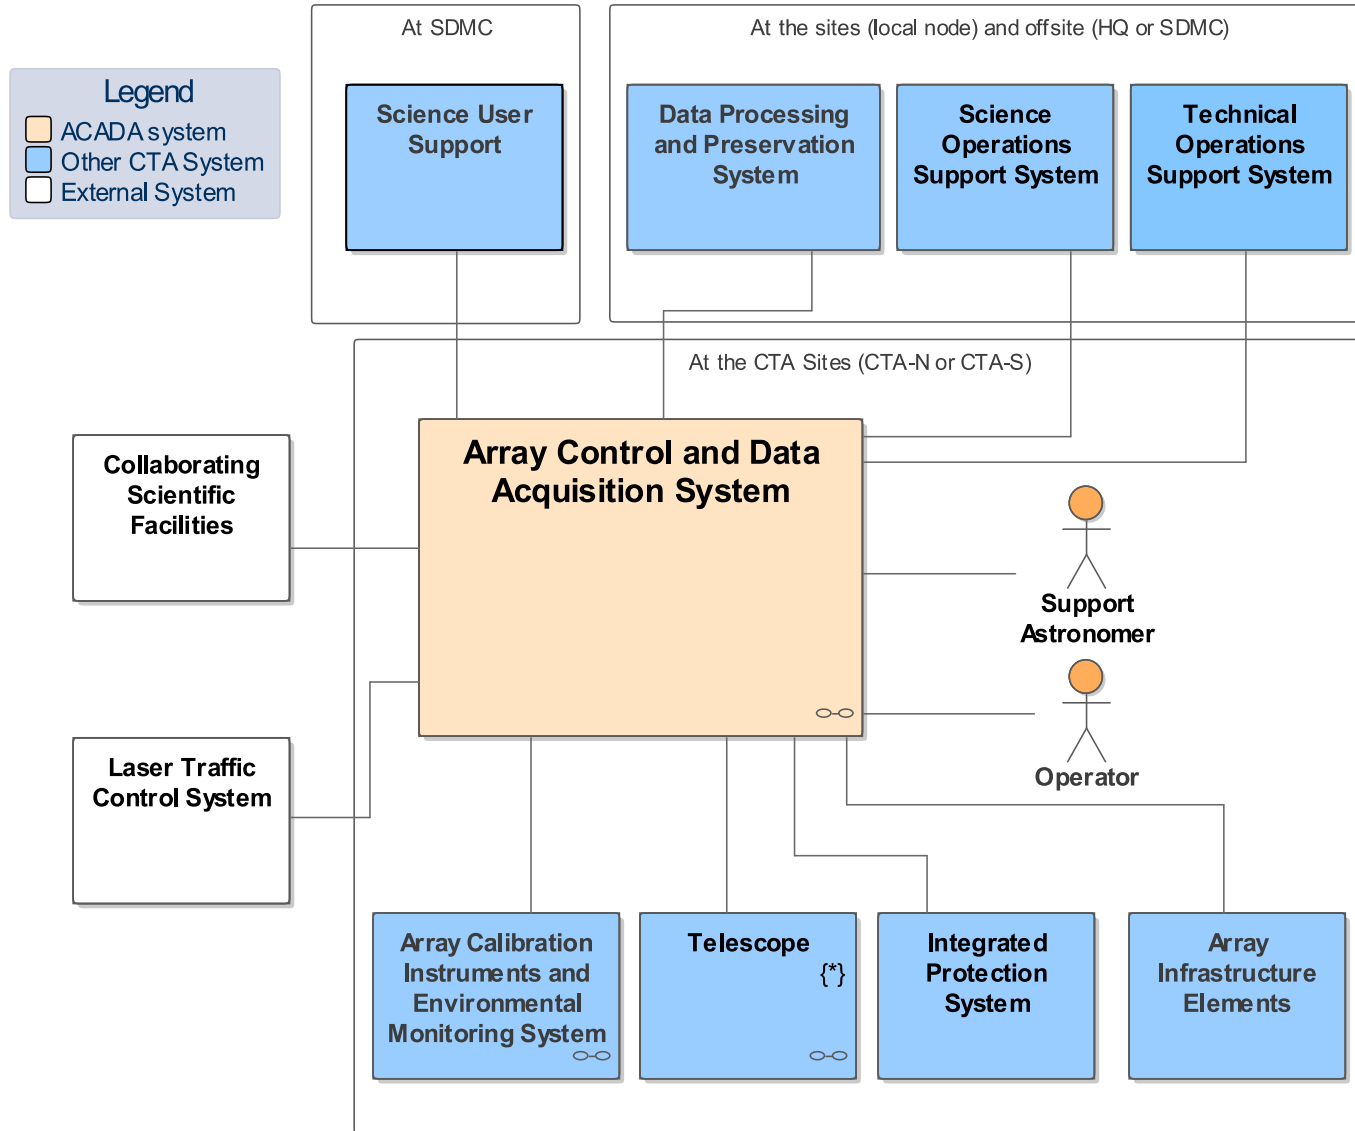 At SDMC
At the sites (local node) and offsite (HQ or SDMC)
Legend
ACADA system
Other CTA System
External System
Science User
Support
Data Processing
and Preservation
System
Science
Operations
Support System
Technical
Operations
Support System
At the CTA Sites (CTA-N or CTA-S)
Array Control and Data
Acquisition System
Collaborating
Scientific
Facilities
Support
Astronomer
Laser Traffic
Control System
Operator
Array Calibration
Instruments and
Environmental
Monitoring System
Telescope
{*}
Integrated
Protection
System
Array
Infrastructure
Elements